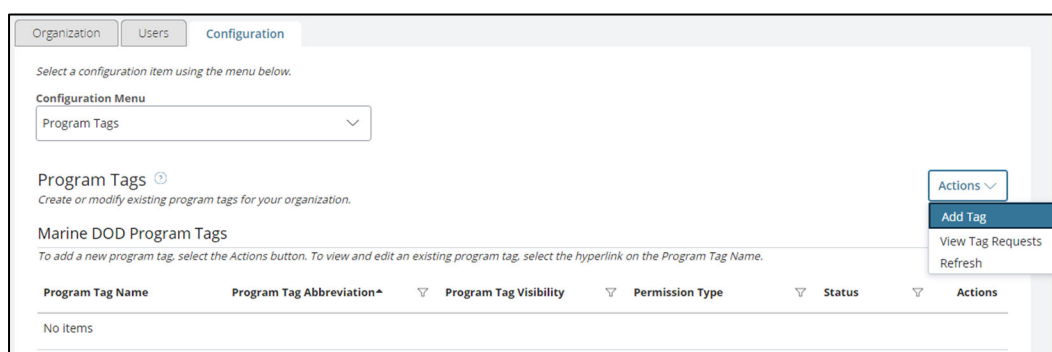 Organization Users Configuration
Select a configuration item using the menu below.
Configuration Menu
Program Tags
Program Tags ?
Actions
Create or modify existing program tags for your organization.
Add Tag
Marine DOD Program Tags
View Tag Requests
To add a new program tag, select the Actions button. To view and edit an existing program tag, select the hyperlink on the Program Tag Name.
Refresh
Program Tag Name Program Tag Abbreviation Program Tag Visibility Permission Type Status Actions
No items